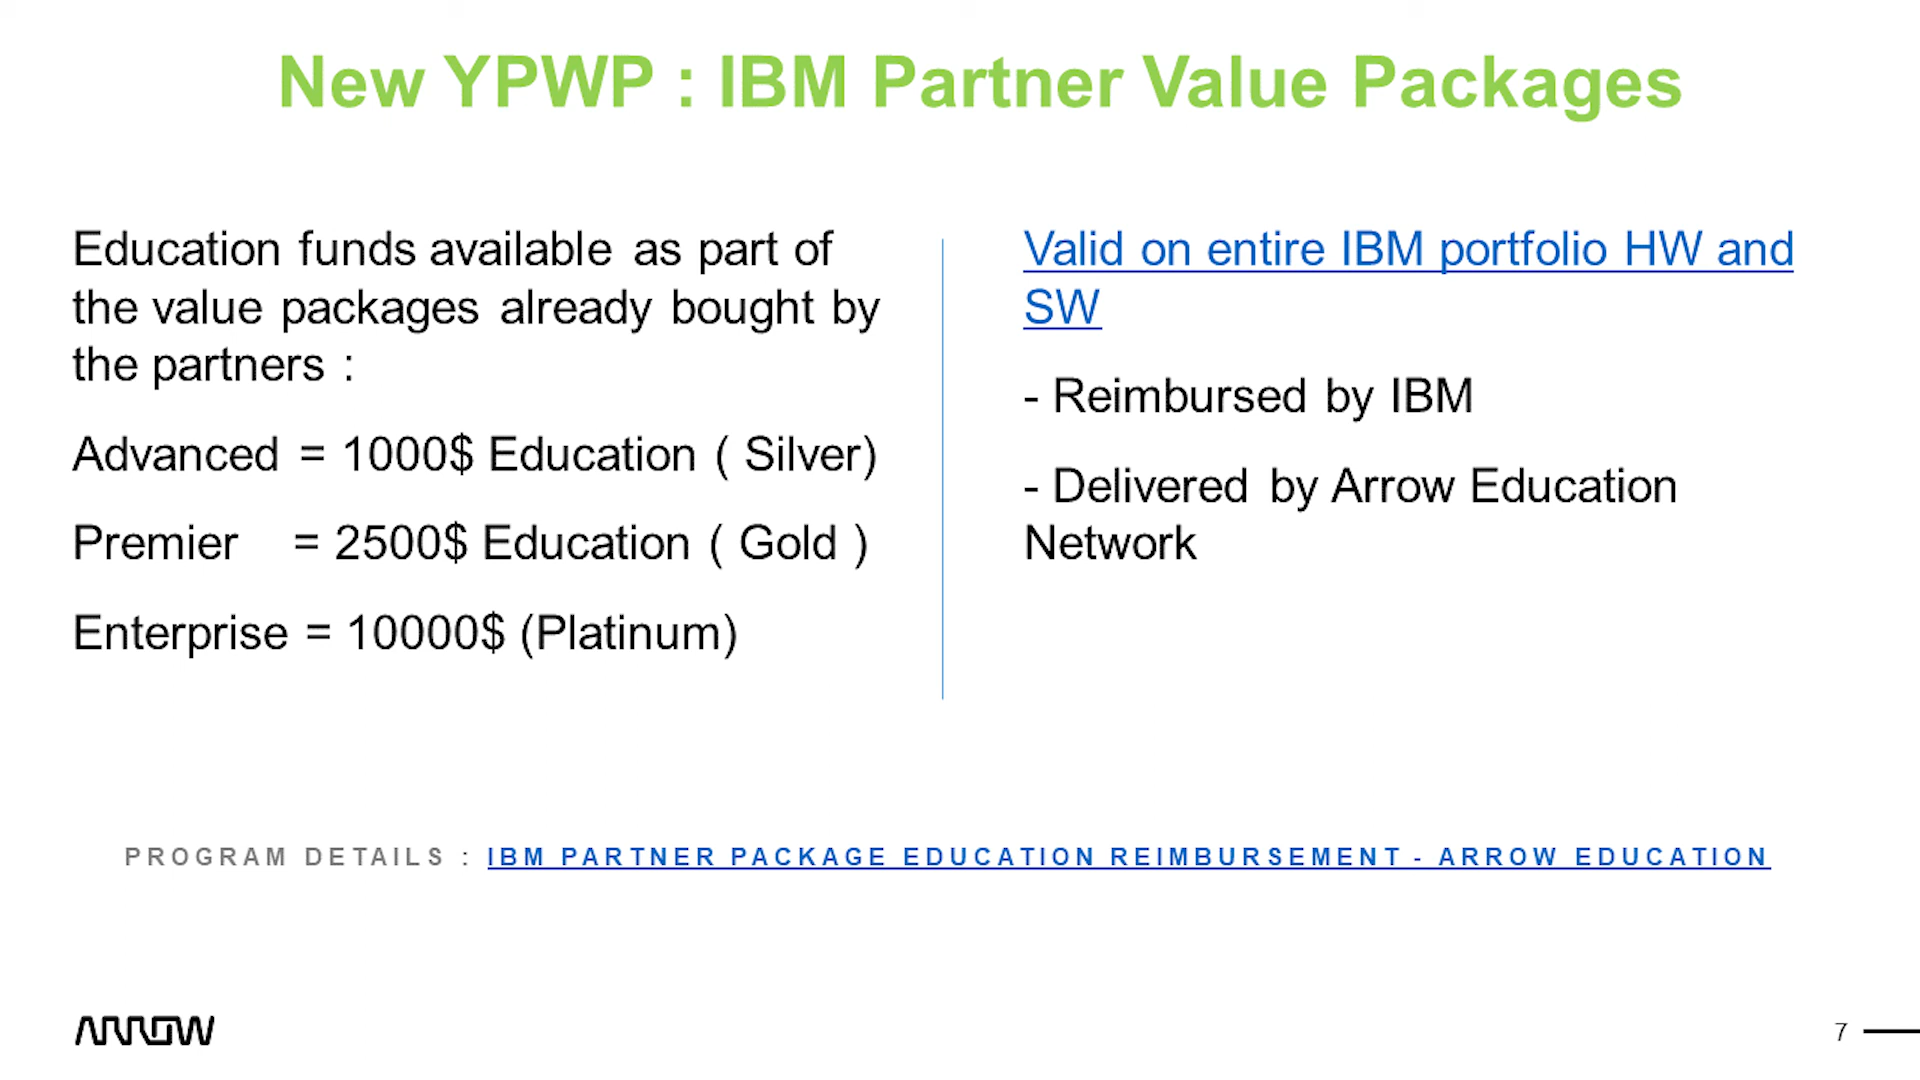 New YPWP : IBM Partner Value Packages
Education funds available as part of
the value packages already bought by
the partners :
Advanced = 1000$ Education ( Silver)
Premier = 2500$ Education ( Gold )
Enterprise = 10000$ (Platinum)
Valid on entire IBM portfolio HW and
SW
- Reimbursed by IBM
- Delivered by Arrow Education
Network
PROGRAM DETAILS : IBM PARTNER PACKAGE EDUCATION REIMBURSEMENT - ARROW EDUCATION
ARROW
7